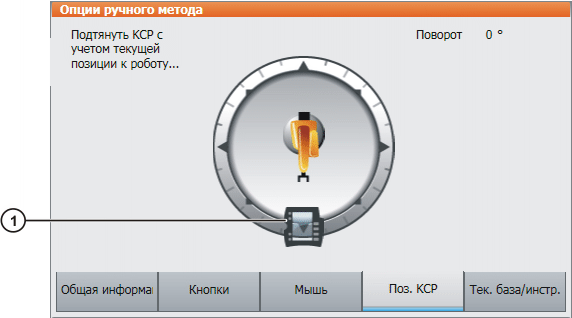 Опции ручного метода
Подтянуть КСР с
учетом текущей
позиции к роботу...
Поворот 0 °
1
Общая информа
Кнопки
Мышь
Поз. КСР
Тек. база/инстр.